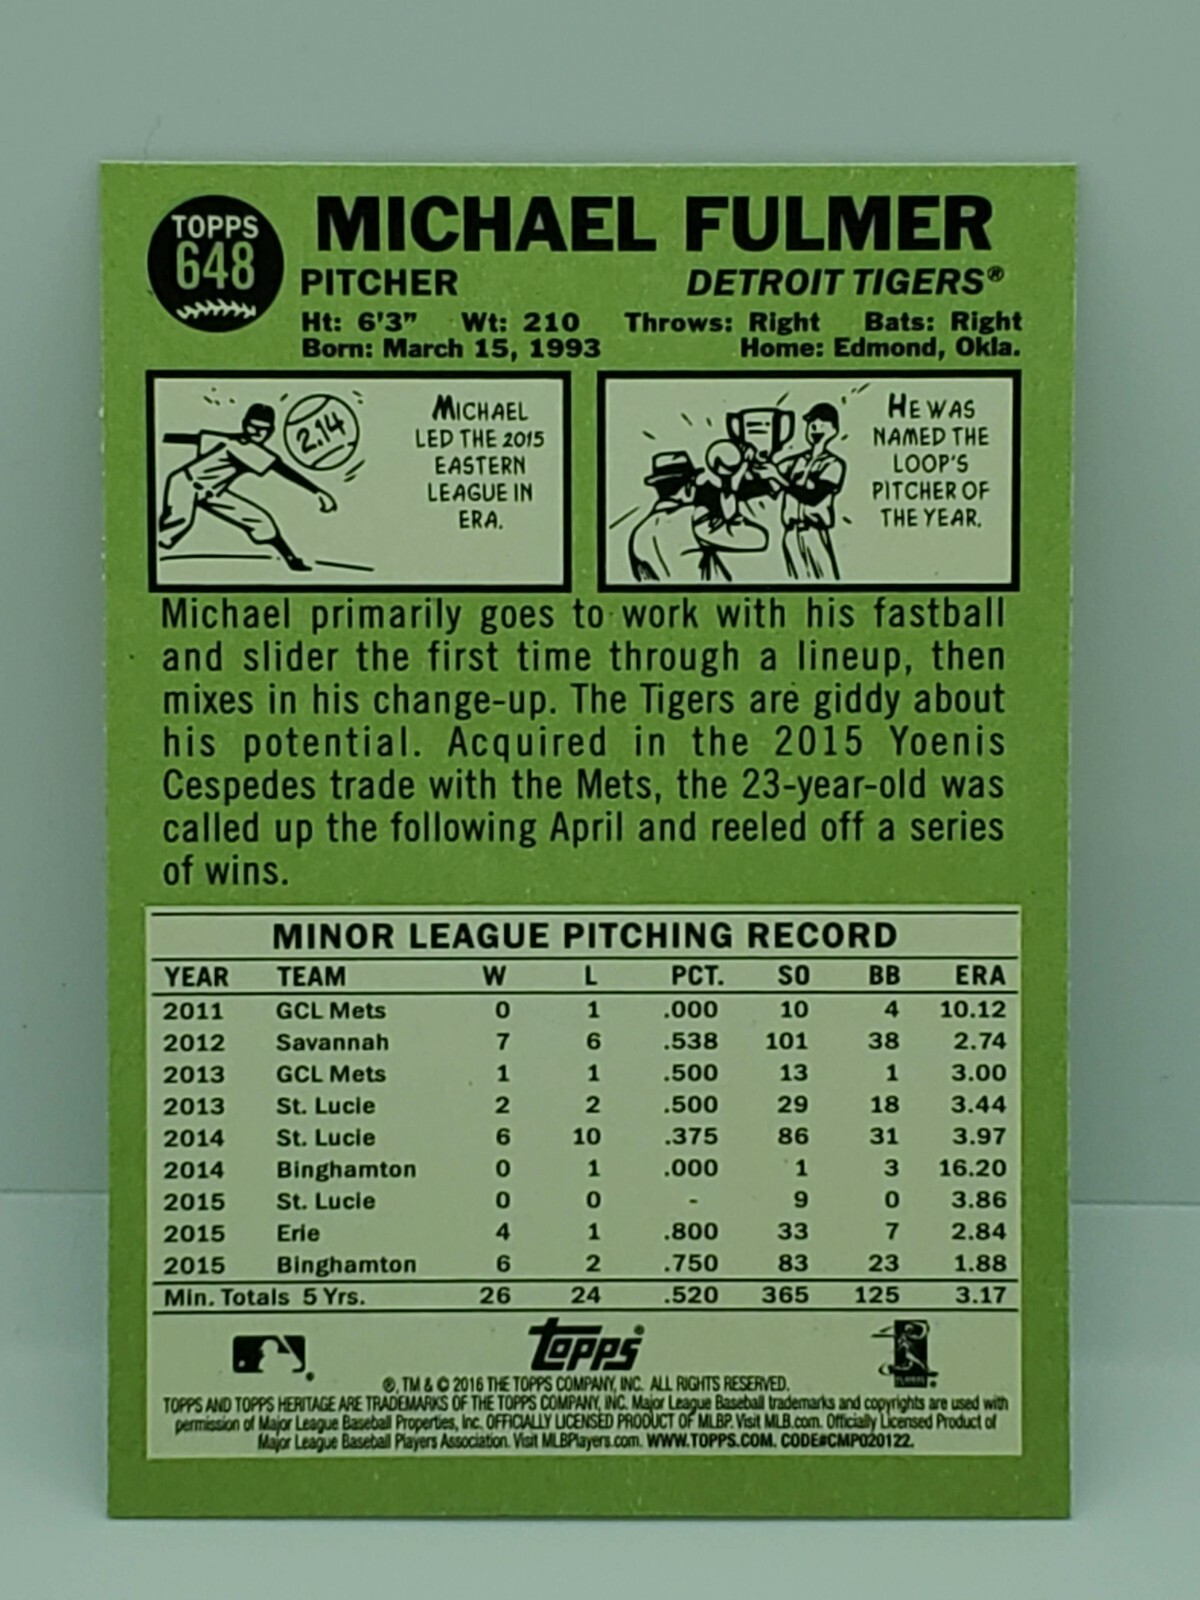 TOPPS
648
MICHAEL FULMER
PITCHER DETROIT TIGERS®
Ht: 6'3" Wt: 210 Throws: Right Bats: Right
Born: March 15, 1993 Home: Edmond, Okla.
2.14
MICHAEL
LED THE 2015
EASTERN
LEAGUE IN
ERA.
HE WAS
NAMED THE
LOOP'S
PITCHER OF
THE YEAR.
Michael primarily goes to work with his fastball
and slider the first time through a lineup, then
mixes in his change-up. The Tigers are giddy about
his potential. Acquired in the 2015 Yoenis
Cespedes trade with the Mets, the 23-year-old was
called up the following April and reeled off a series
of wins.
MINOR LEAGUE PITCHING RECORD
YEAR TEAM W L PCT. SO BB ERA
2011 GCL Mets 0 1 .000 10 4 10.12
2012 Savannah 7 6 .538 101 38 2.74
2013 GCL Mets 1 1 .500 13 1 3.00
2013 St. Lucie 2 2 .500 29 18 3.44
2014 St. Lucie 6 10 .375 86 31 3.97
2014 Binghamton 0 1 .000 1 3 16.20
2015 St. Lucie 0 0 - 9 0 3.86
2015 Erie 4 1 .800 33 7 2.84
2015 Binghamton 6 2 .750 83 23 1.88
Min. Totals 5 Yrs. 26 24 .520 365 125 3.17
topps®
®, TM & © 2016 THE TOPPS COMPANY, INC. ALL RIGHTS RESERVED.
TOPPS AND TOPPS HERITAGE ARE TRADEMARKS OF THE TOPPS COMPANY, INC. Major League Baseball trademarks and copyrights are used with
permission of Major League Baseball Properties, Inc. OFFICIALLY LICENSED PRODUCT OF MLBP. Visit MLB.com. Officially Licensed Product of
Major League Baseball Players Association. Visit MLBPlayers.com. WWW.TOPPS.COM. CODE#CMP020122.